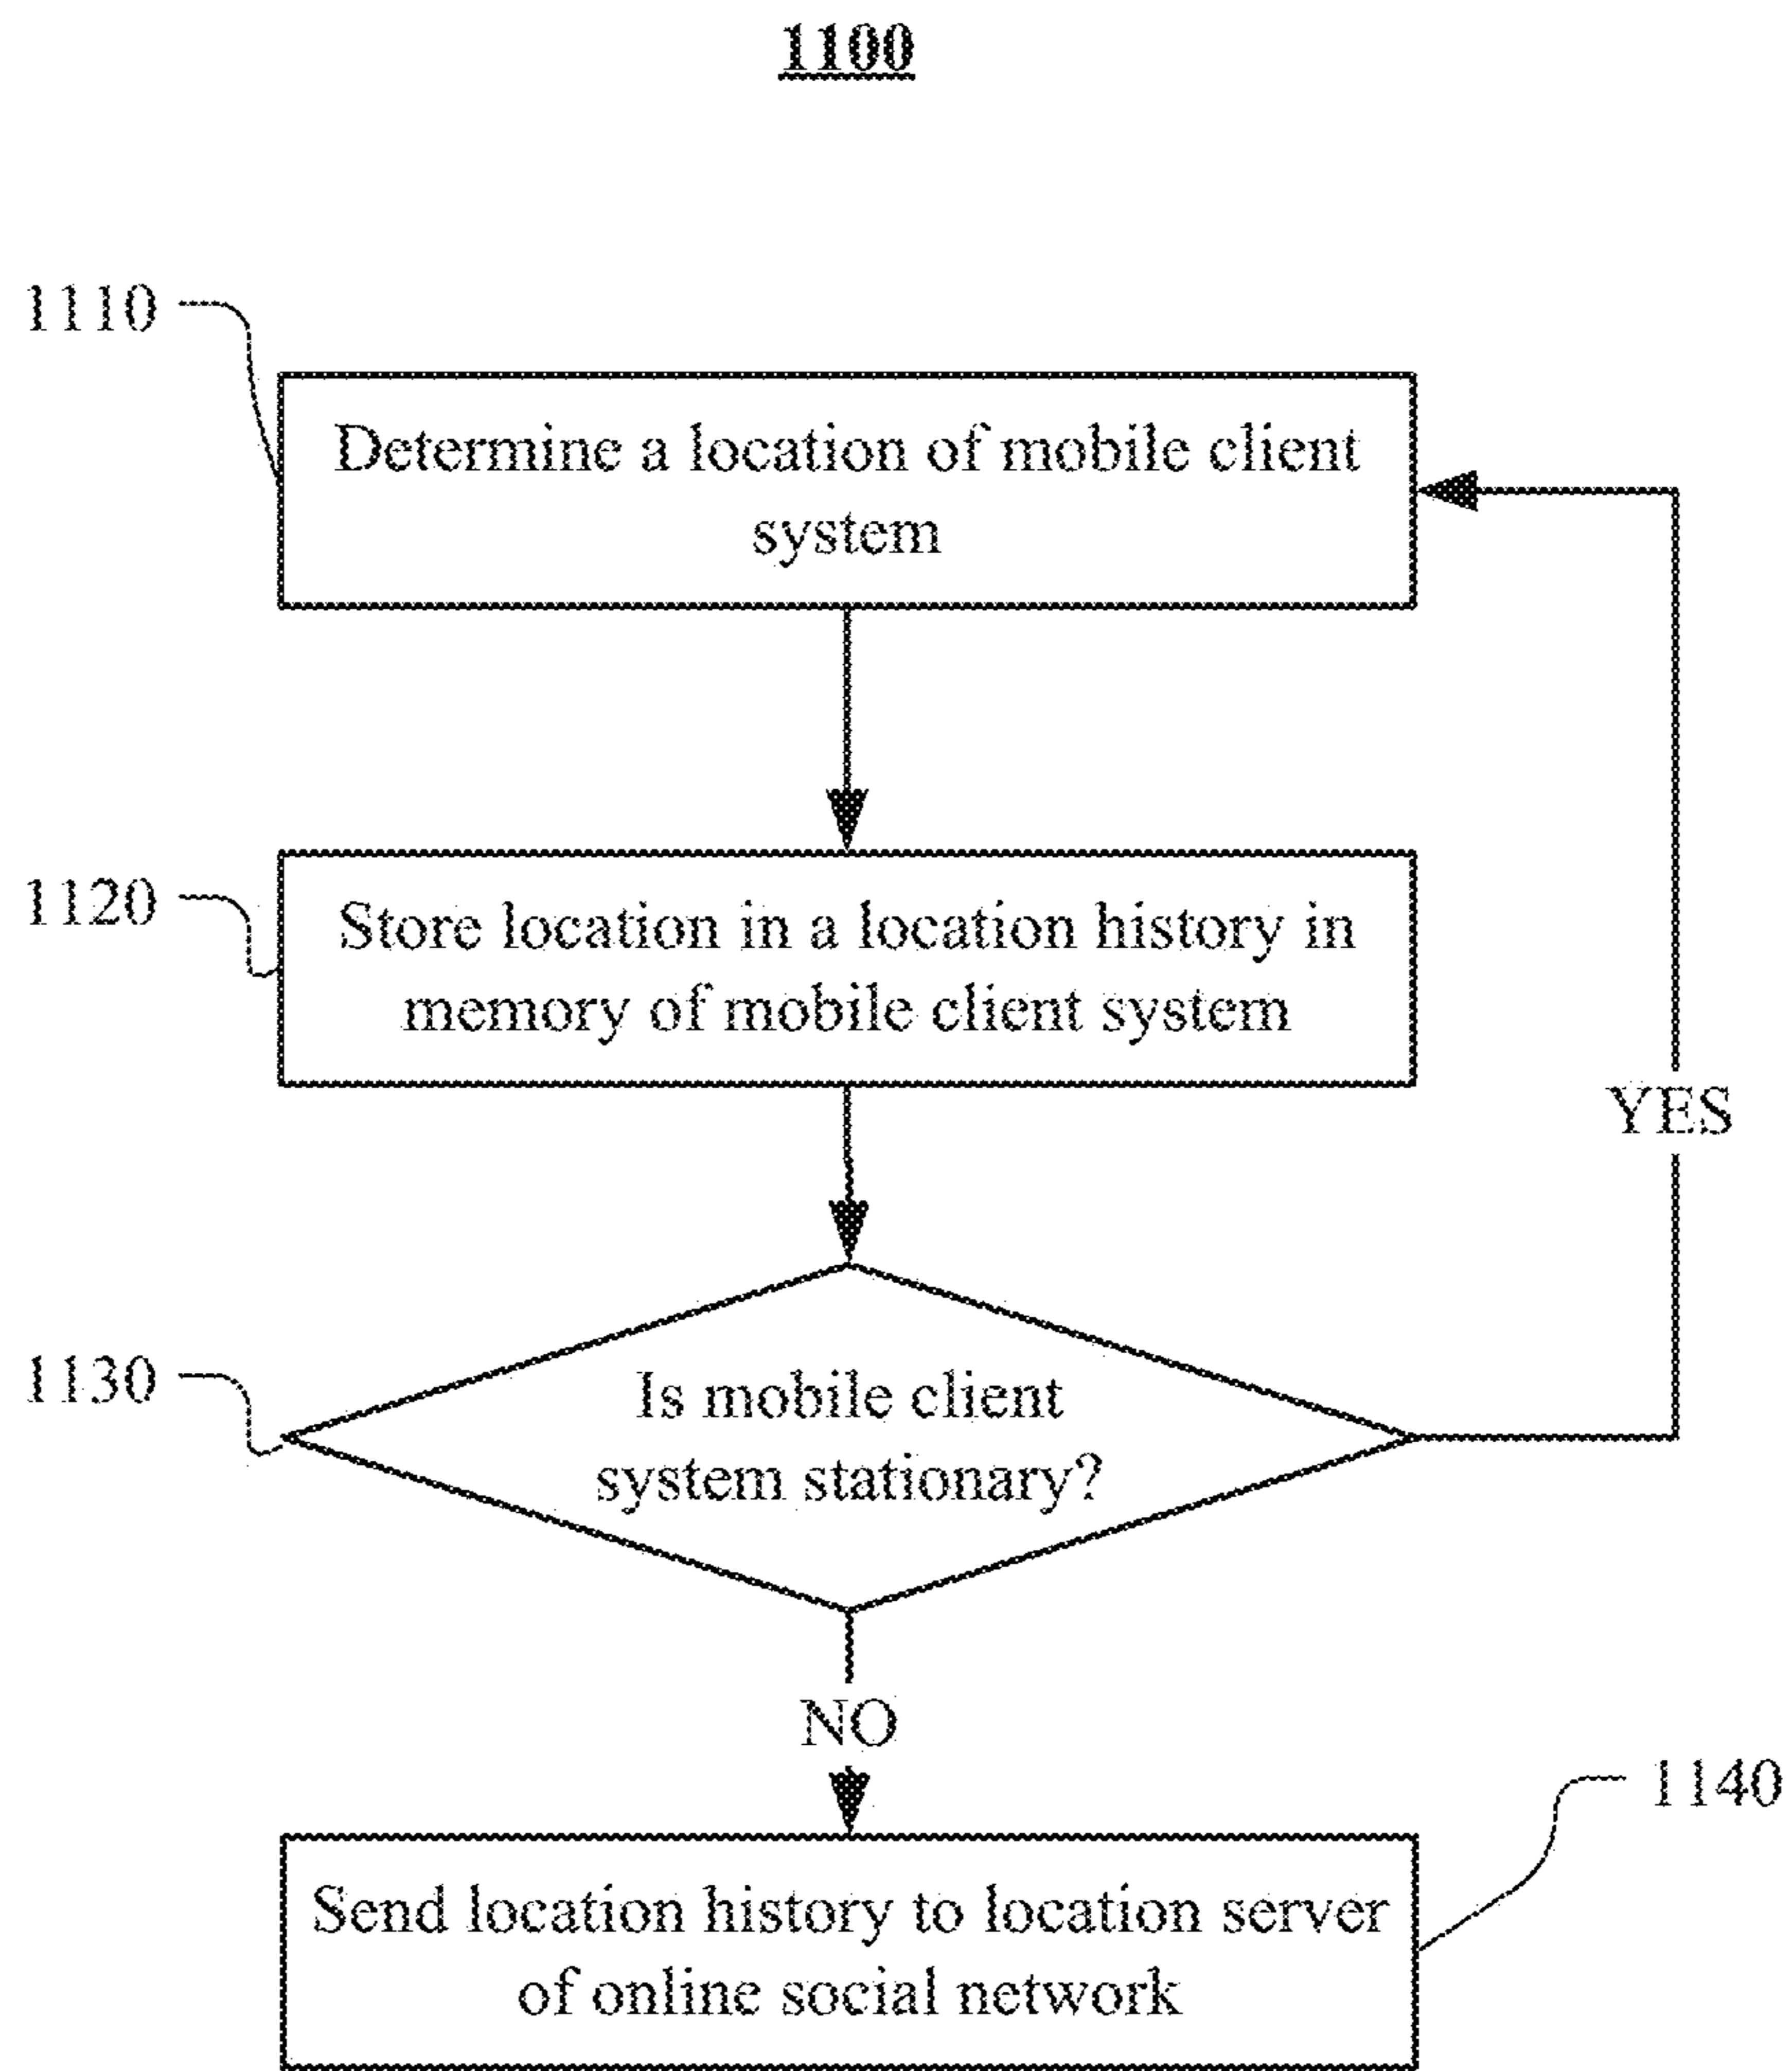 1100
1110
Determine a location of mobile client
system
1120
Store location in a location history in
memory of mobile client system
YES
1130
Is mobile client
system stationary?
NO
1140
Send location history to location server
of online social network